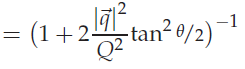 = (1 + 2 |q⃗|² / Q² tan² θ/2)⁻¹